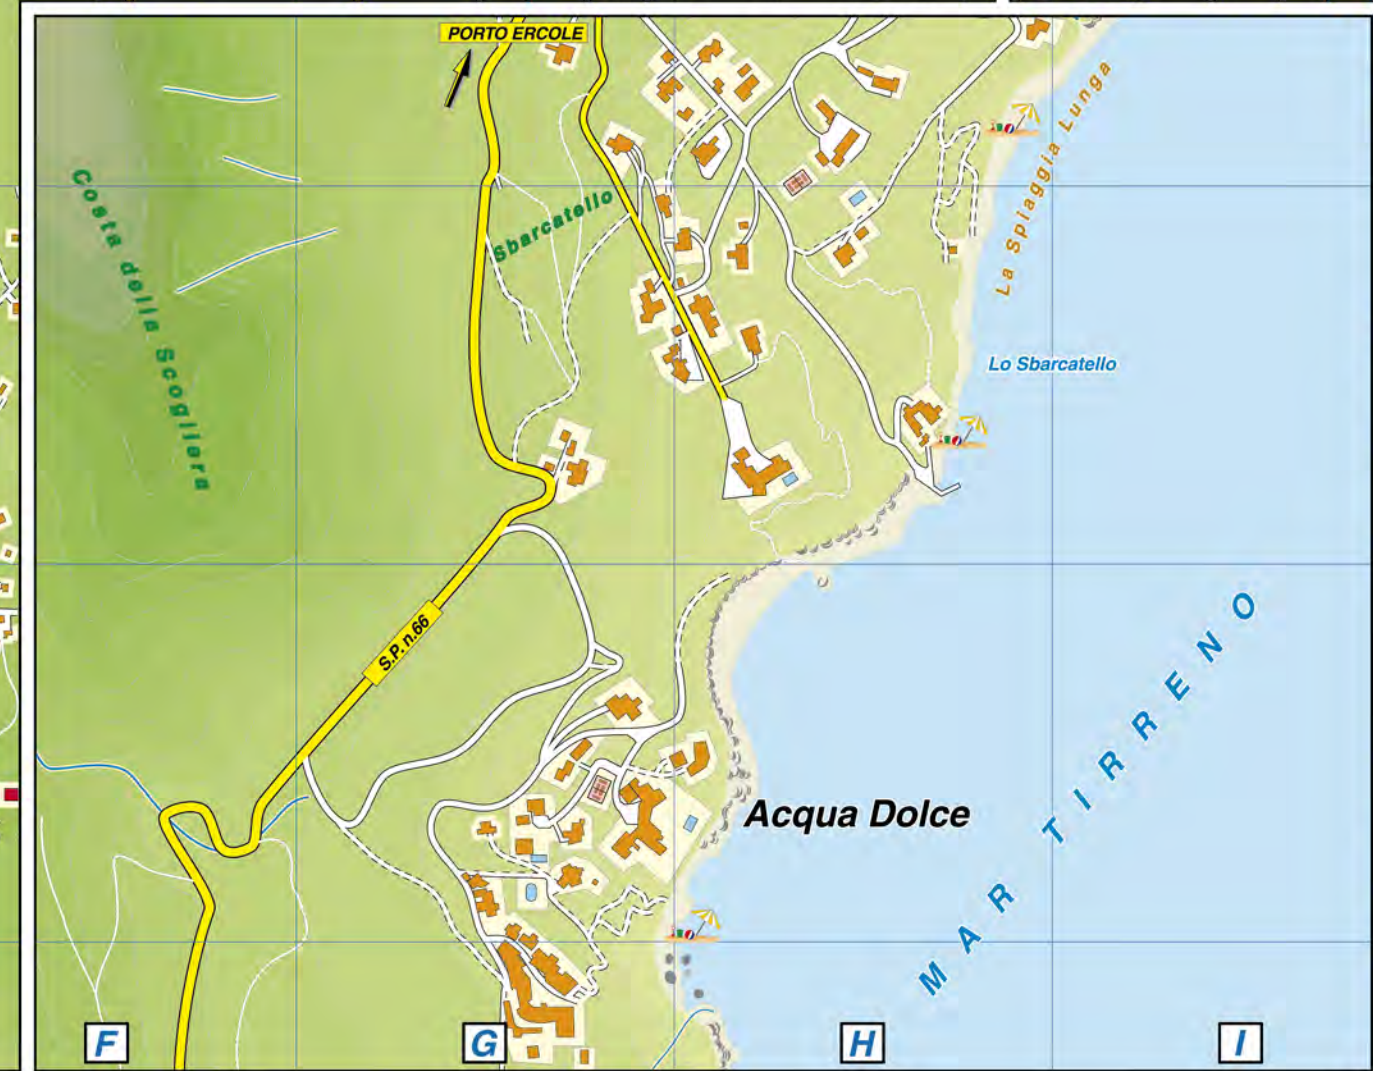 PORTO ERCOLE
La Spiaggia Lunga
Costa della Scogliera
Sbarcatello
Lo Sbarcatello
S.P. n.66
MAR TIRRENO
Acqua Dolce
F
G
H
I